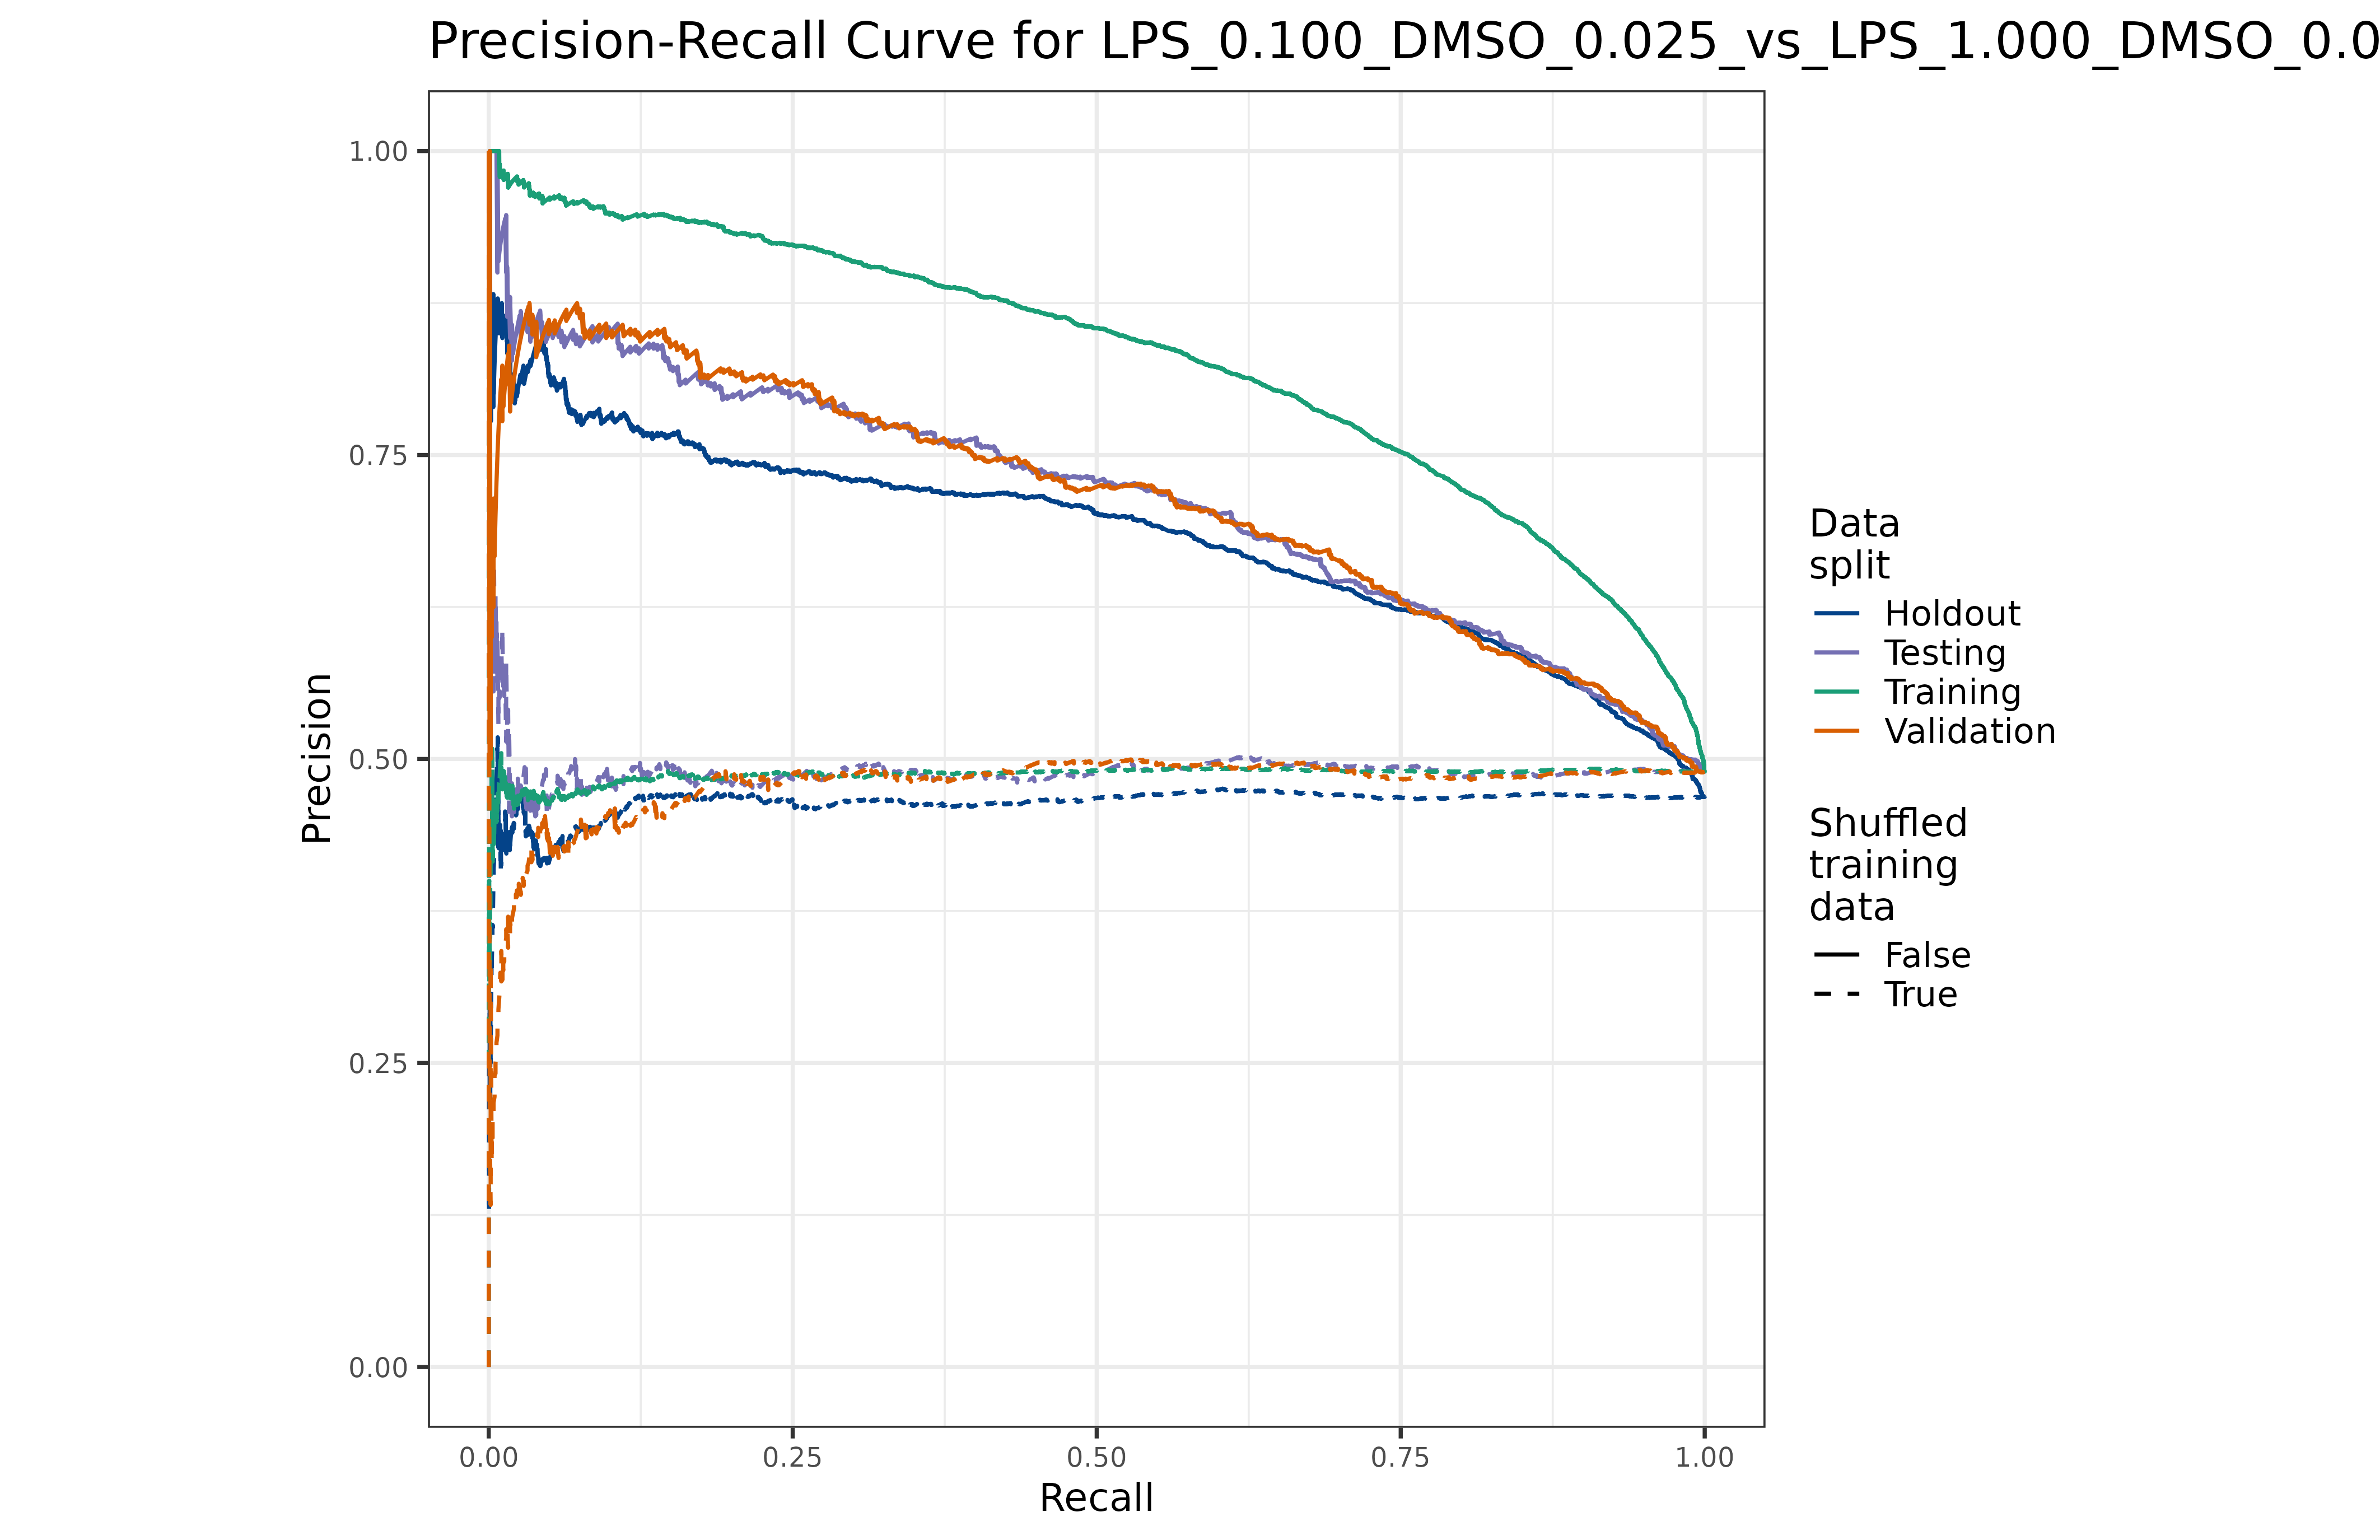 Precision-Recall Curve for LPS_0.100_DMSO_0.025_vs_LPS_1.000_DMSO_0.0
1.00
0.75
0.50
0.25
0.00
Precision
0.00 0.25 0.50 0.75 1.00
Recall
Data
split
Holdout
Testing
Training
Validation
Shuffled
training
data
False
True